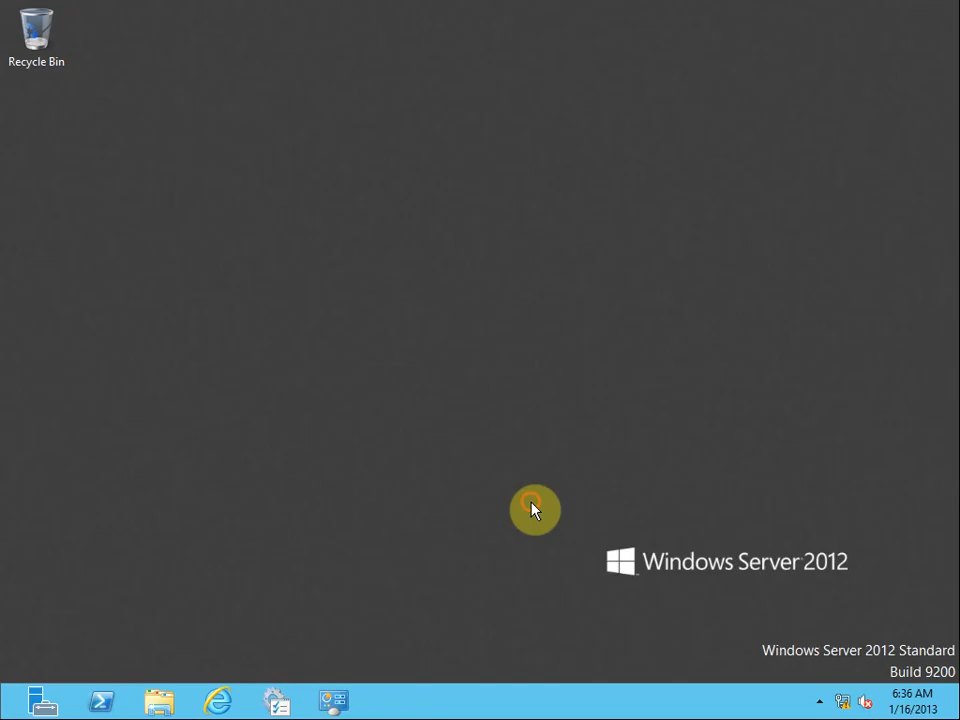 Recycle Bin
Windows Server 2012
Windows Server 2012 Standard
Build 9200
6:36 AM
1/16/2013